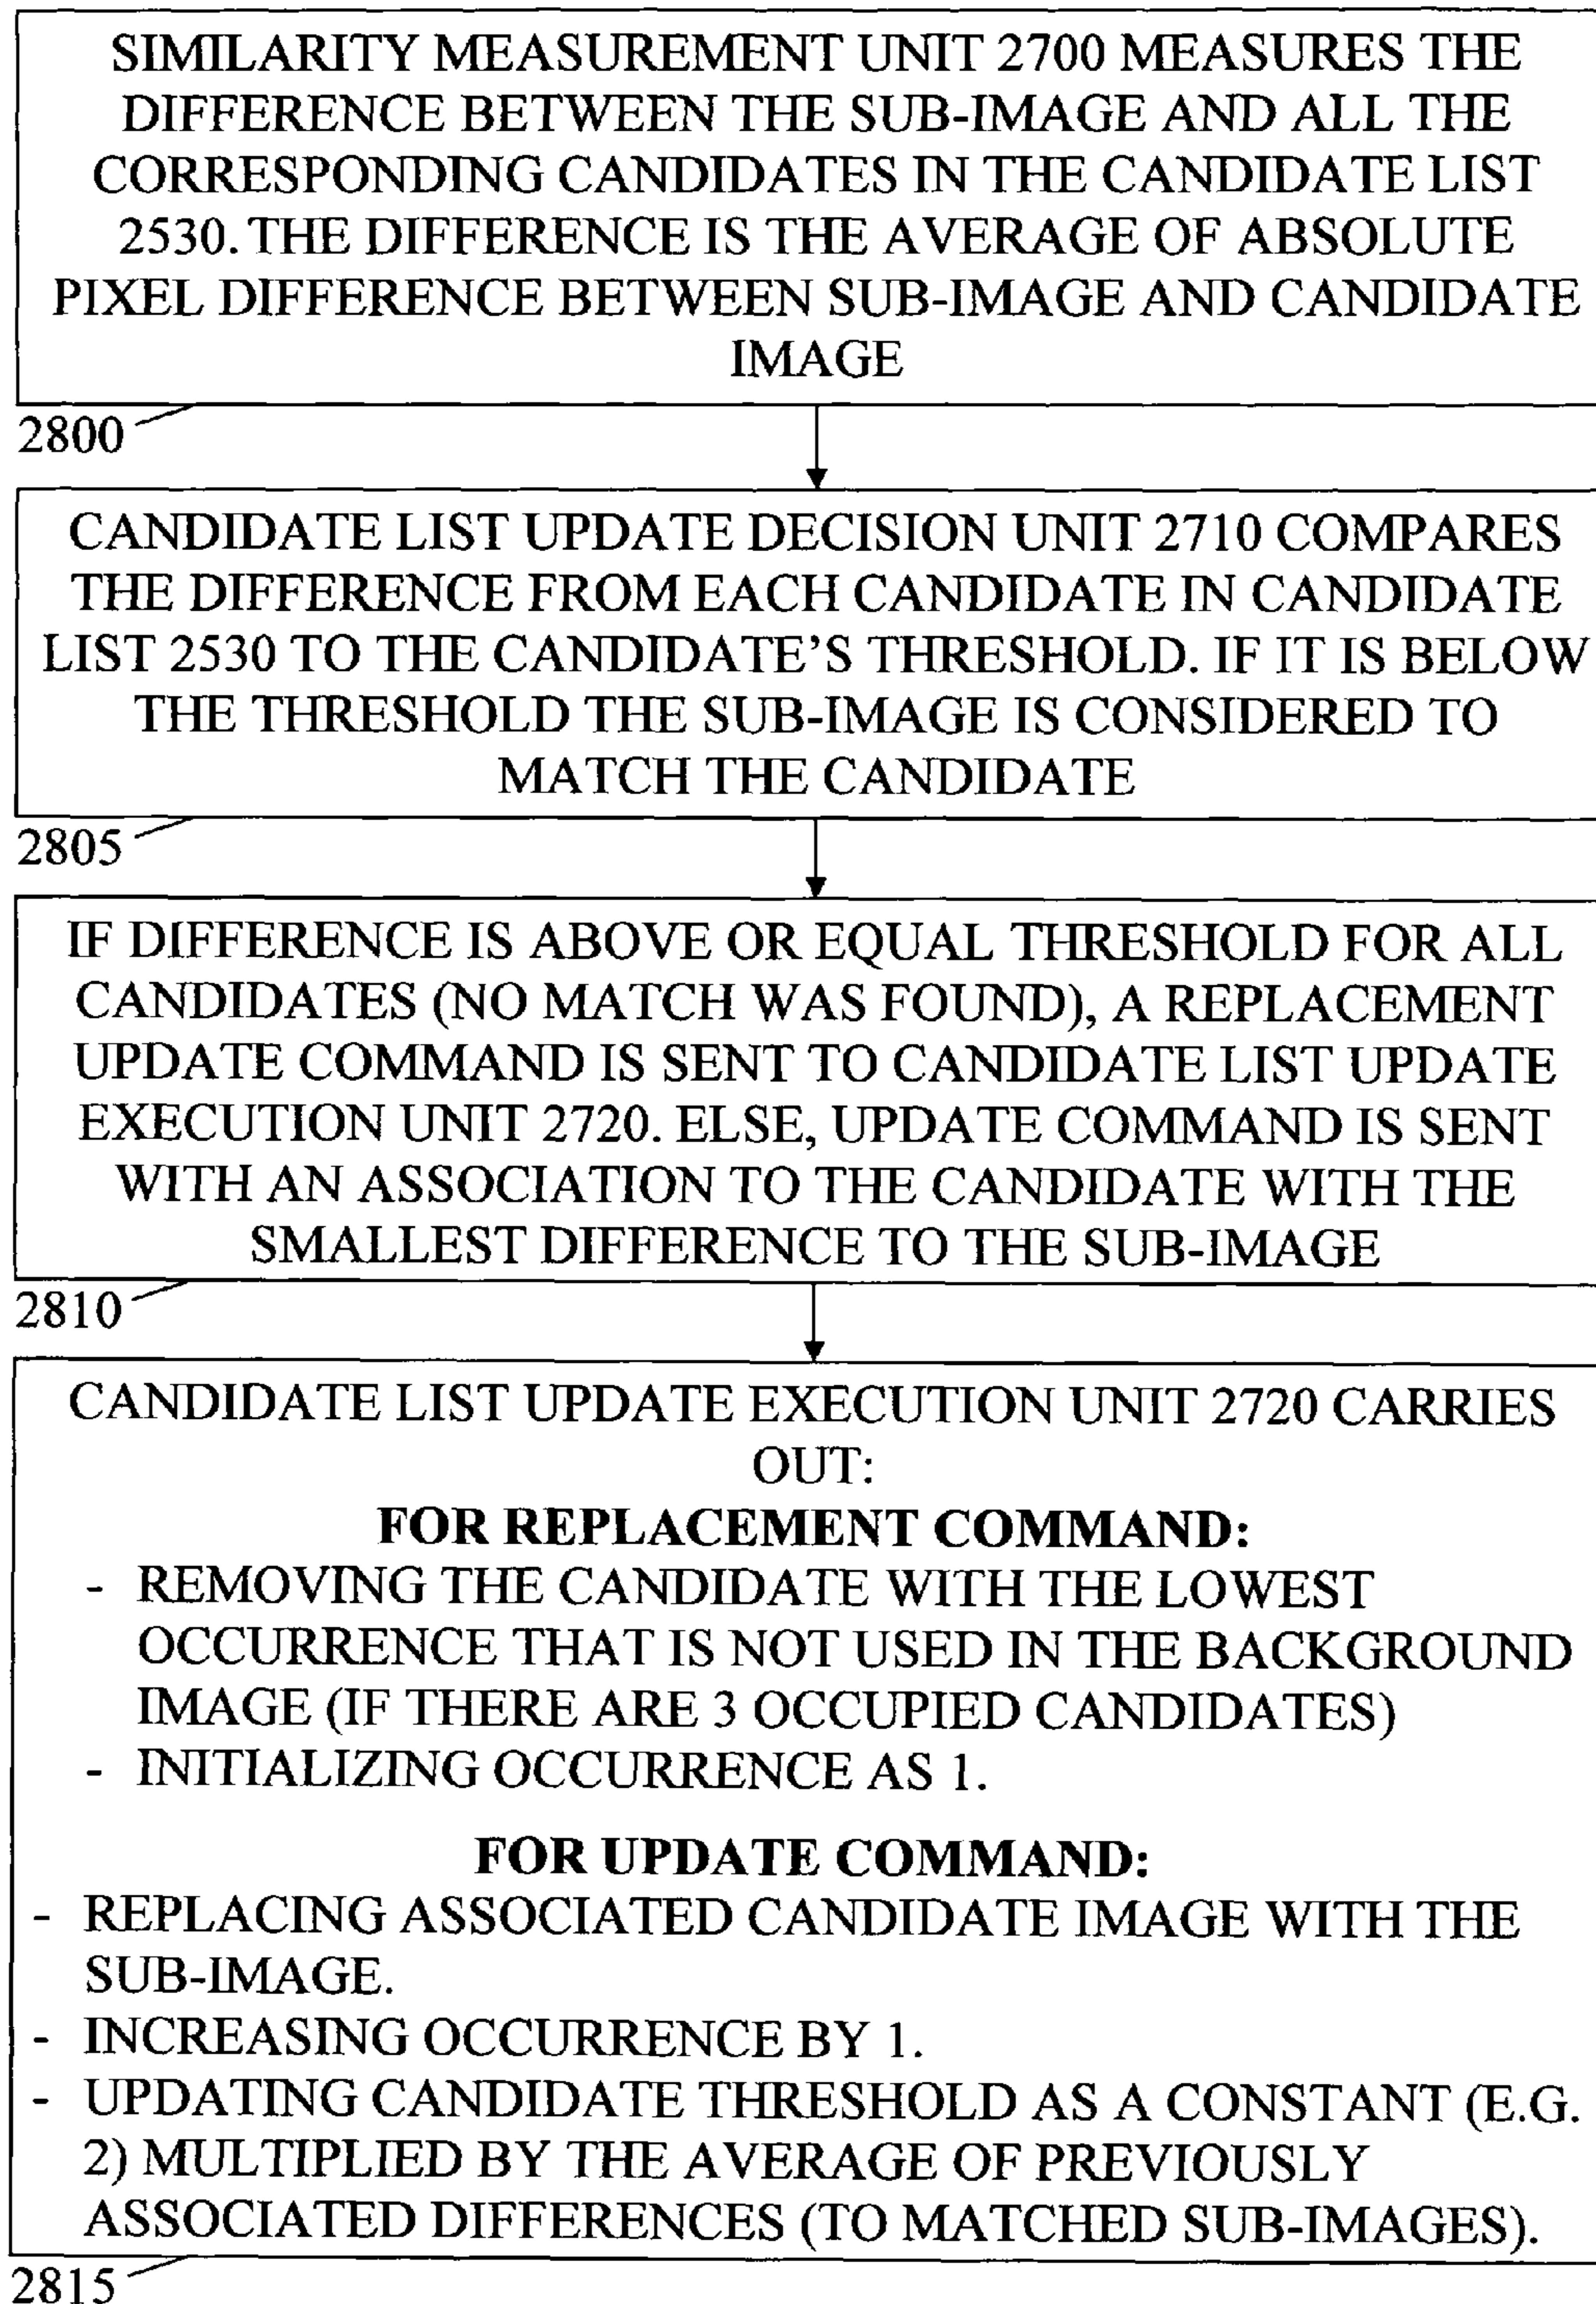 SIMILARITY MEASUREMENT UNIT 2700 MEASURES THE
DIFFERENCE BETWEEN THE SUB-IMAGE AND ALL THE
CORRESPONDING CANDIDATES IN THE CANDIDATE LIST
2530. THE DIFFERENCE IS THE AVERAGE OF ABSOLUTE
PIXEL DIFFERENCE BETWEEN SUB-IMAGE AND CANDIDATE
IMAGE
2800
CANDIDATE LIST UPDATE DECISION UNIT 2710 COMPARES
THE DIFFERENCE FROM EACH CANDIDATE IN CANDIDATE
LIST 2530 TO THE CANDIDATE'S THRESHOLD. IF IT IS BELOW
THE THRESHOLD THE SUB-IMAGE IS CONSIDERED TO
MATCH THE CANDIDATE
2805
IF DIFFERENCE IS ABOVE OR EQUAL THRESHOLD FOR ALL
CANDIDATES (NO MATCH WAS FOUND), A REPLACEMENT
UPDATE COMMAND IS SENT TO CANDIDATE LIST UPDATE
EXECUTION UNIT 2720. ELSE, UPDATE COMMAND IS SENT
WITH AN ASSOCIATION TO THE CANDIDATE WITH THE
SMALLEST DIFFERENCE TO THE SUB-IMAGE
2810
CANDIDATE LIST UPDATE EXECUTION UNIT 2720 CARRIES
OUT:
FOR REPLACEMENT COMMAND:
- REMOVING THE CANDIDATE WITH THE LOWEST
OCCURRENCE THAT IS NOT USED IN THE BACKGROUND
IMAGE (IF THERE ARE 3 OCCUPIED CANDIDATES)
- INITIALIZING OCCURRENCE AS 1.
FOR UPDATE COMMAND:
- REPLACING ASSOCIATED CANDIDATE IMAGE WITH THE
SUB-IMAGE.
- INCREASING OCCURRENCE BY 1.
- UPDATING CANDIDATE THRESHOLD AS A CONSTANT (E.G.
2) MULTIPLIED BY THE AVERAGE OF PREVIOUSLY
ASSOCIATED DIFFERENCES (TO MATCHED SUB-IMAGES).
2815